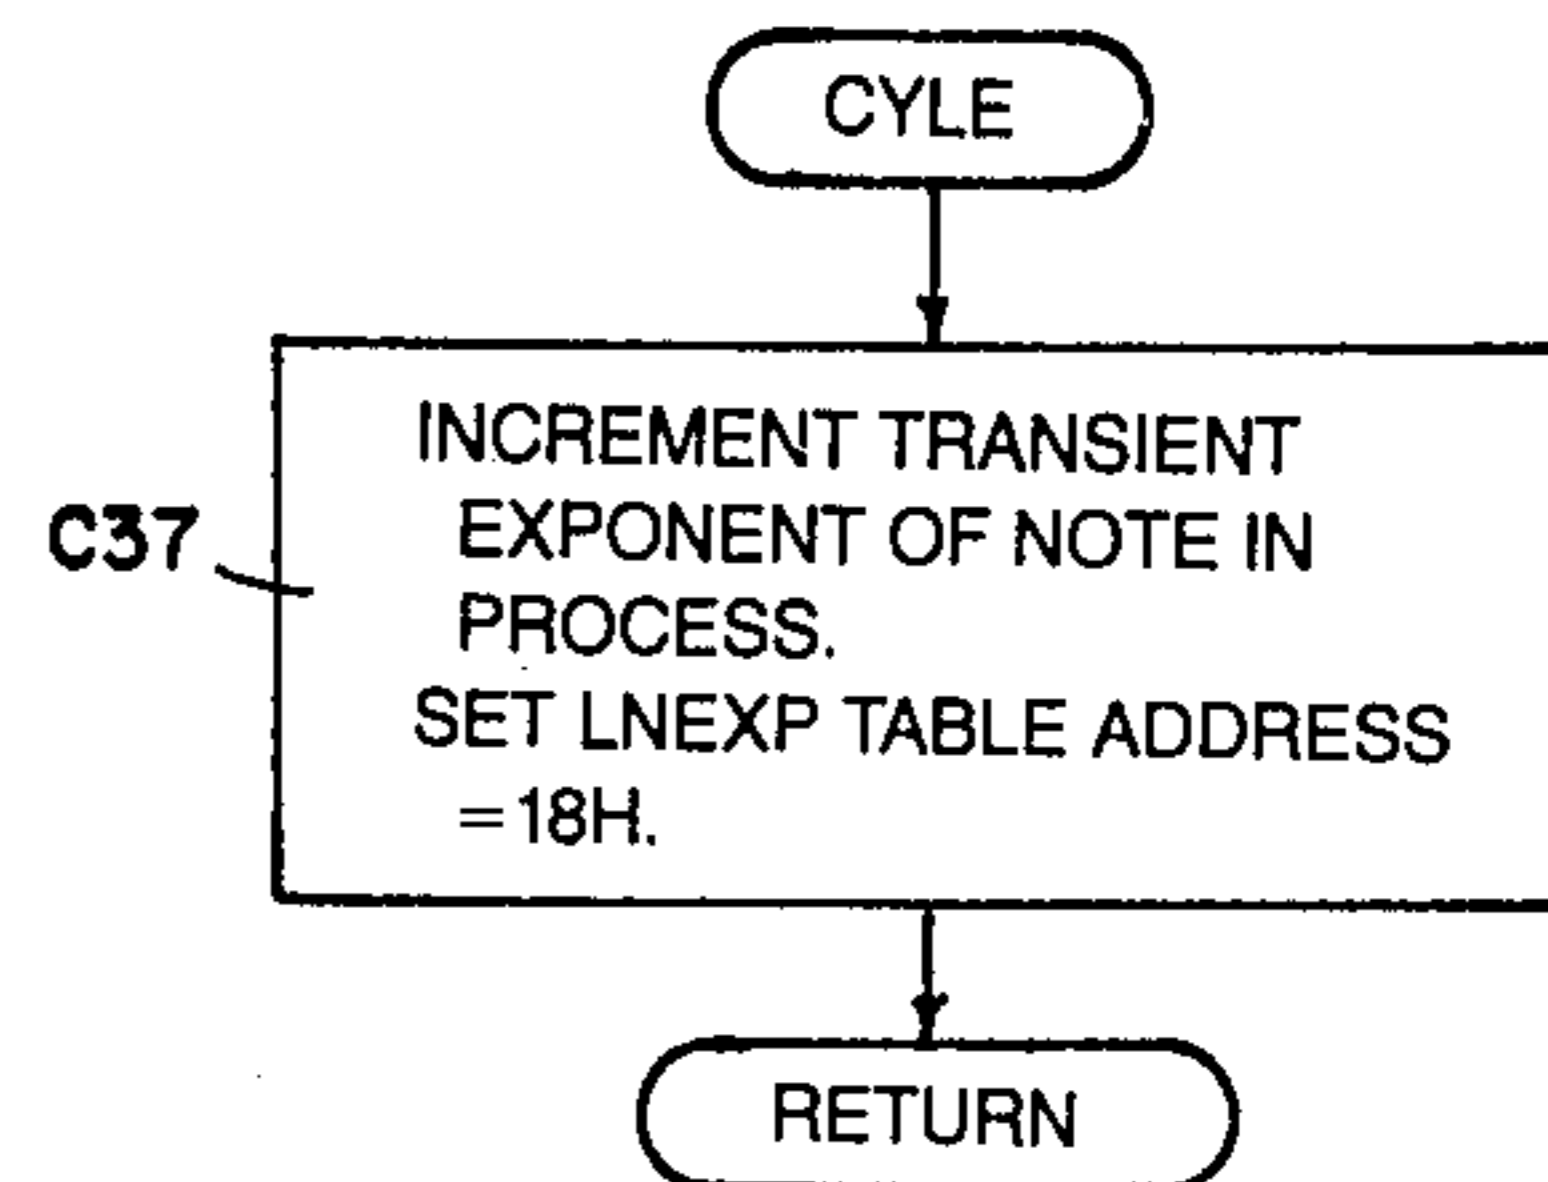 CYLE
INCREMENT TRANSIENT
EXPONENT OF NOTE IN
PROCESS.
SET LNEXP TABLE ADDRESS
=18H.
C37
RETURN